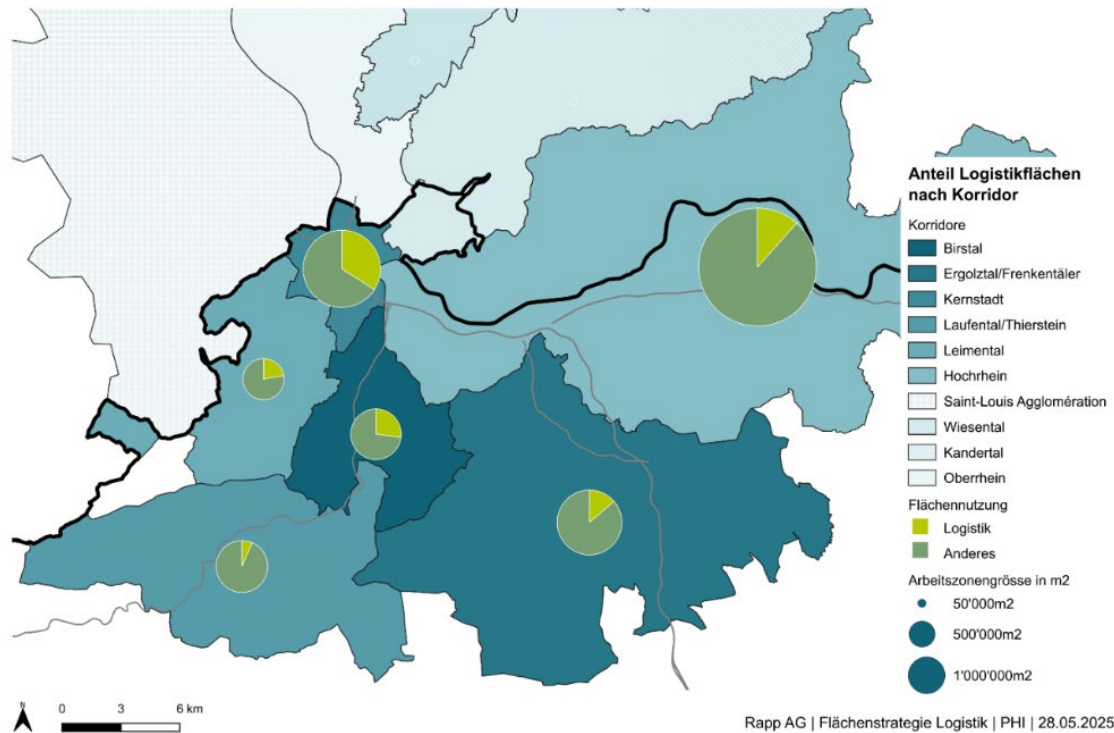 Anteil Logistikflächen
nach Korridor
Korridore
Birstal
Ergolztal/Frenkentäler
Kernstadt
Laufental/Thierstein
Leimental
Hochrhein
Saint-Louis Agglomération
Wiesental
Kandertal
Oberrhein
Flächennutzung
Logistik
Anderes
Arbeitszonengrösse in m2
50'000m2
500'000m2
1'000'000m2
N
0 3 6 km
Rapp AG | Flächenstrategie Logistik | PHI | 28.05.2025